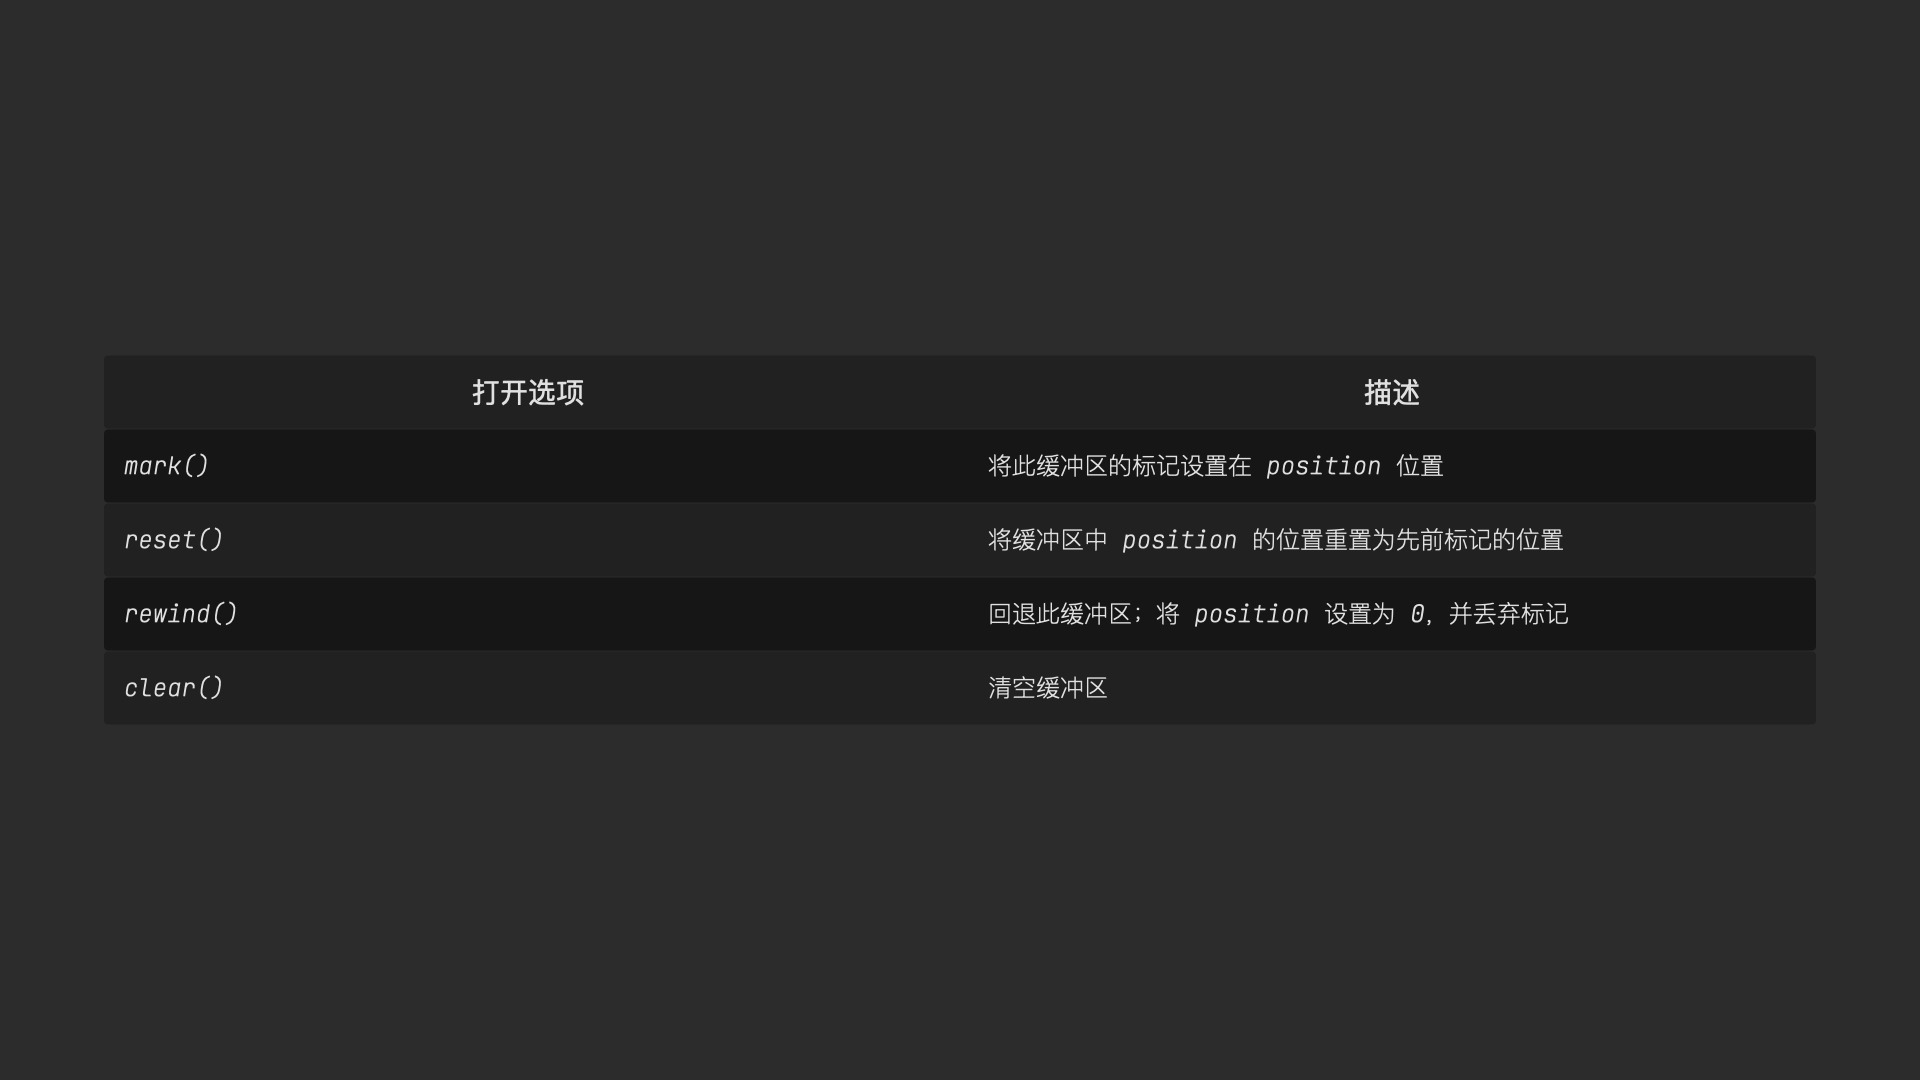 打开选项 描述
mark() 将此缓冲区的标记设置在 position 位置
reset() 将缓冲区中 position 的位置重置为先前标记的位置
rewind() 回退此缓冲区；将 position 设置为 0，并丢弃标记
clear() 清空缓冲区